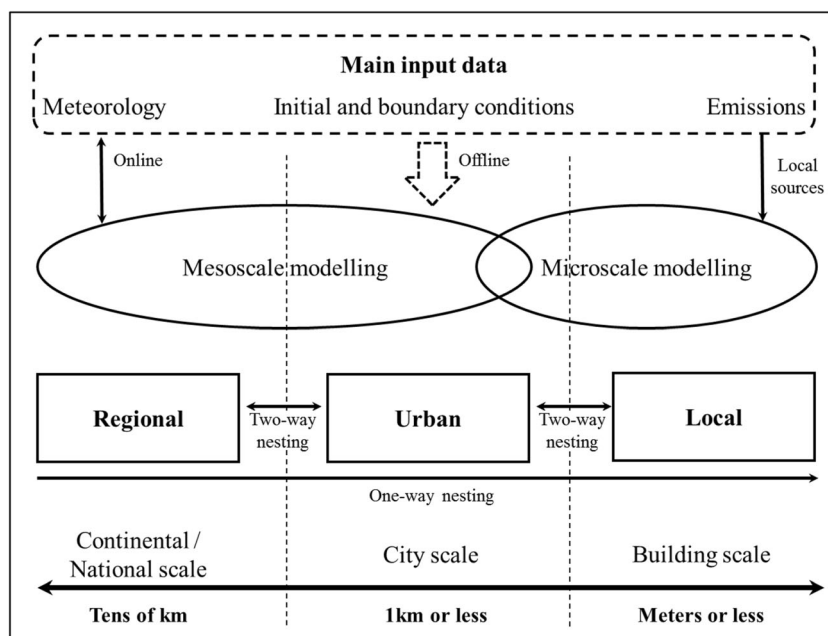 Main input data
Meteorology
Initial and boundary conditions
Emissions
Online
Offline
Local
sources
Mesoscale modelling
Microscale modelling
Regional
Two-way
nesting
Urban
Two-way
nesting
Local
One-way nesting
Continental /
National scale
City scale
Building scale
Tens of km
1km or less
Meters or less